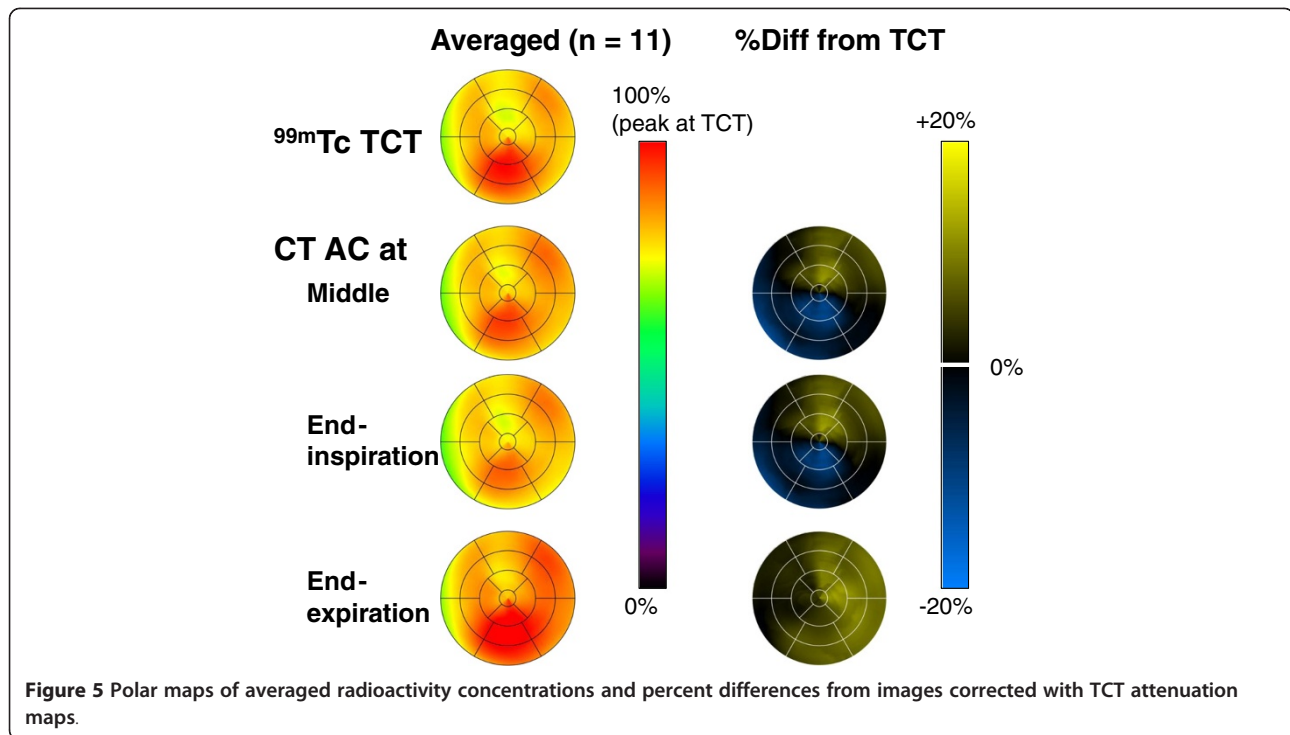 Averaged (n = 11) %Diff from TCT
100%
(peak at TCT)
+20%
99mTc TCT
CT AC at
Middle
0%
End-
inspiration
End-
expiration
0%
-20%
Figure 5 Polar maps of averaged radioactivity concentrations and percent differences from images corrected with TCT attenuation
maps.